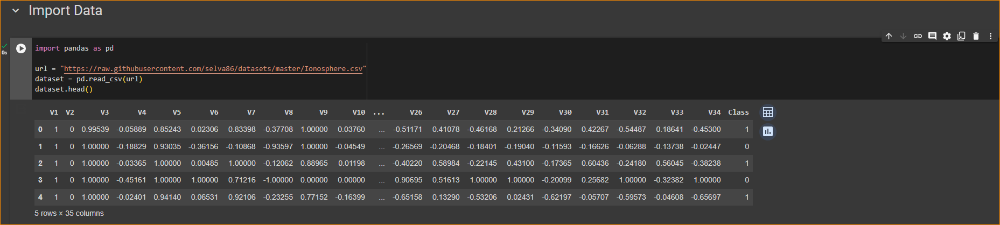 Import Data
0s
import pandas as pd
url = "https://raw.githubusercontent.com/selva86/datasets/master/Ionosphere.csv"
dataset = pd.read_csv(url)
dataset.head()
V1 V2 V3 V4 V5 V6 V7 V8 V9 V10 ... V26 V27 V28 V29 V30 V31 V32 V33 V34 Class
0 1 0 0.99539 -0.05889 0.85243 0.02306 0.83398 -0.37708 1.00000 0.03760 ... -0.51171 0.41078 -0.46168 0.21266 -0.34090 0.42267 -0.54487 0.18641 -0.45300 1
1 1 0 1.00000 -0.18829 0.93035 -0.36156 -0.10868 -0.93597 1.00000 -0.04549 ... -0.26569 -0.20468 -0.18401 -0.19040 -0.11593 -0.16626 -0.06288 -0.13738 -0.02447 0
2 1 0 1.00000 -0.03365 1.00000 0.00485 1.00000 -0.12062 0.88965 0.01198 ... -0.40220 0.58984 -0.22145 0.43100 -0.17365 0.60436 -0.24180 0.56045 -0.38238 1
3 1 0 1.00000 -0.45161 1.00000 1.00000 0.71216 -1.00000 0.00000 0.00000 ... 0.90695 0.51613 1.00000 1.00000 -0.20099 0.25682 1.00000 -0.32382 1.00000 0
4 1 0 1.00000 -0.02401 0.94140 0.06531 0.92106 -0.23255 0.77152 -0.16399 ... -0.65158 0.13290 -0.53206 0.02431 -0.62197 -0.05707 -0.59573 -0.04608 -0.65697 1
5 rows × 35 columns